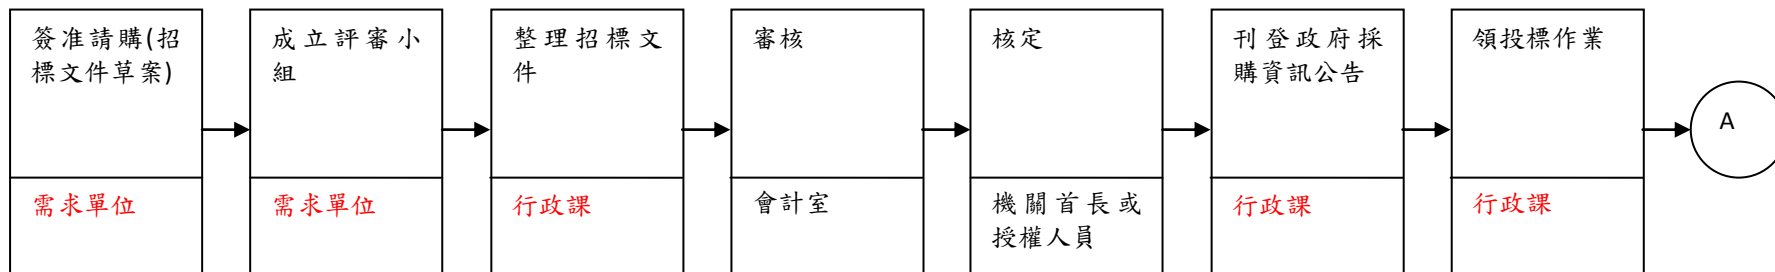 簽准請購(招
標文件草案)
需求單位
成立評審小
組
需求單位
整理招標文
件
行政課
審核
會計室
核定
機關首長或
授權人員
刊登政府採
購資訊公告
行政課
領投標作業
行政課
A